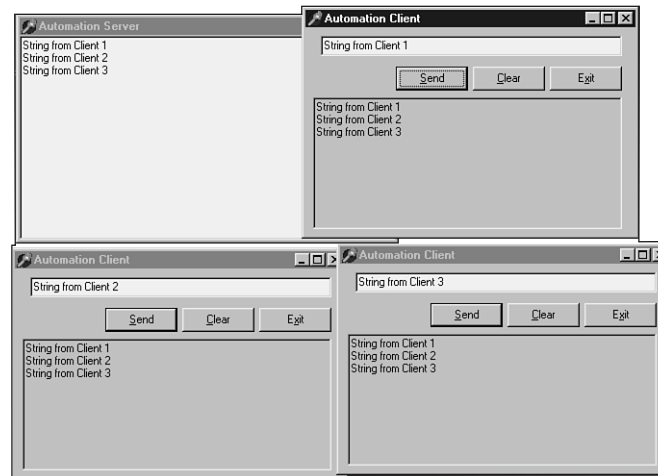 Automation Server
String from Client 1
String from Client 2
String from Client 3
Automation Client
String from Client 1
Send Clear Exit
String from Client 1
String from Client 2
String from Client 3
Automation Client
String from Client 2
Send Clear Exit
String from Client 1
String from Client 2
String from Client 3
Automation Client
String from Client 3
Send Clear Exit
String from Client 1
String from Client 2
String from Client 3